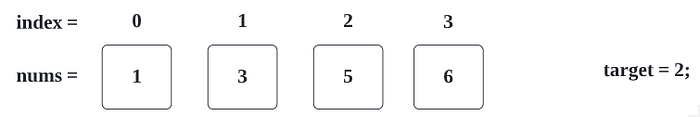 index = 0 1 2 3
nums = 1 3 5 6 target = 2;